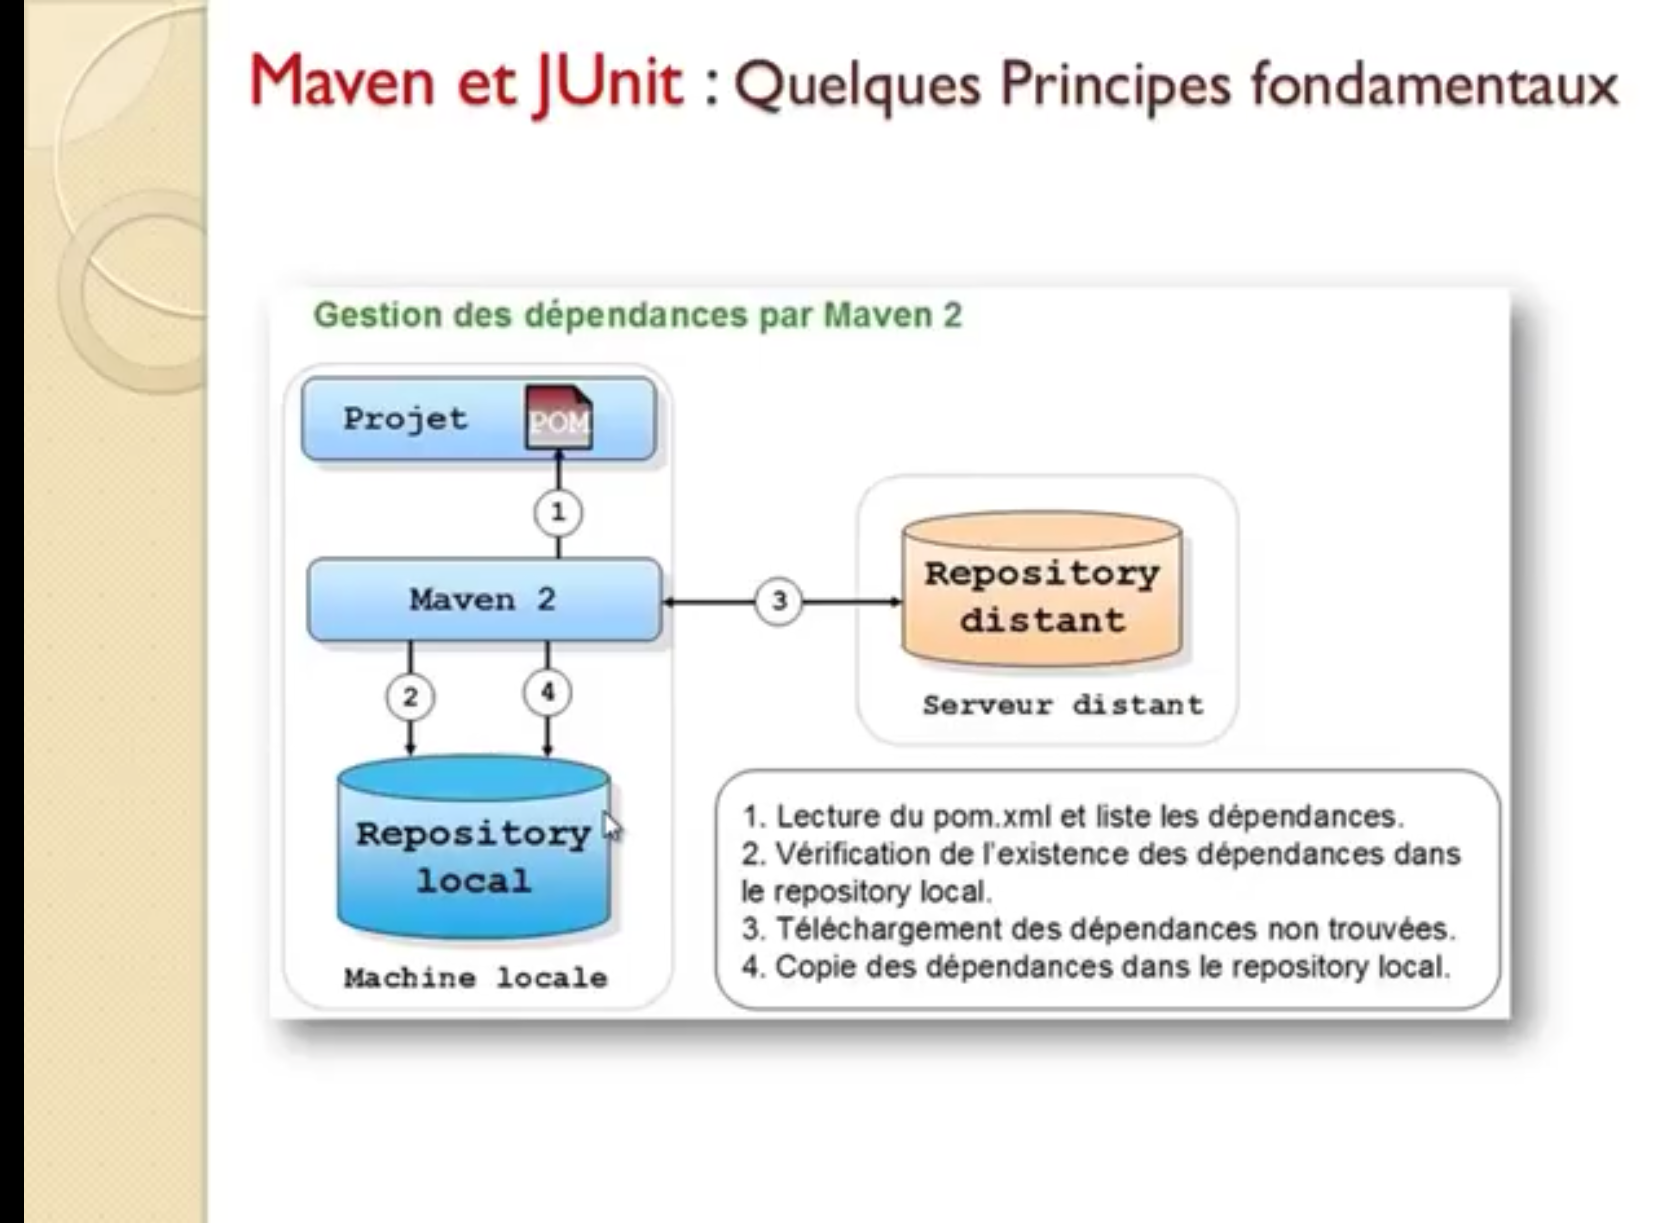 Maven et JUnit : Quelques Principes fondamentaux
Gestion des dépendances par Maven 2
Projet POM
1
Maven 2
3
Repository
distant
2
4
Serveur distant
Repository
local
Machine locale
1. Lecture du pom.xml et liste les dépendances.
2. Vérification de l'existence des dépendances dans
le repository local.
3. Téléchargement des dépendances non trouvées.
4. Copie des dépendances dans le repository local.